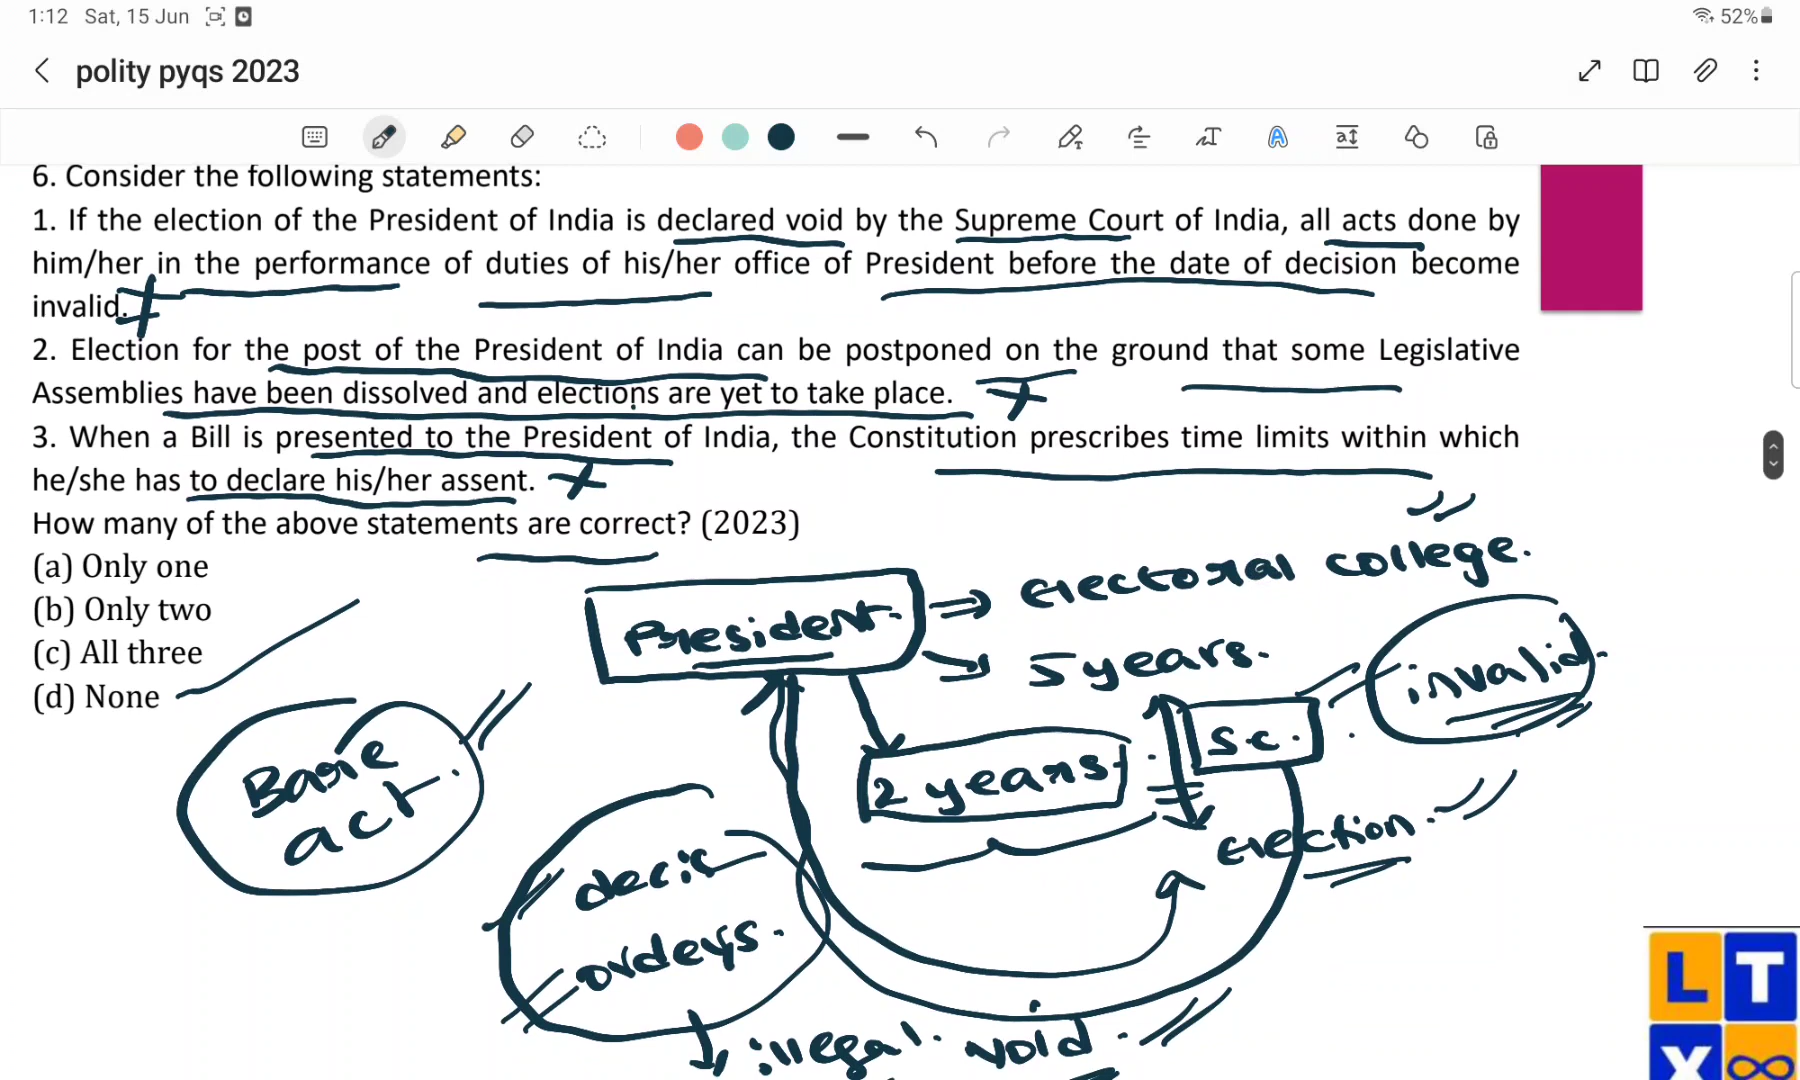 1:12 Sat, 15 Jun
52%
polity pyqs 2023
6. Consider the following statements:
1. If the election of the President of India is declared void by the Supreme Court of India, all acts done by
him/her in the performance of duties of his/her office of President before the date of decision become
invalid.
2. Election for the post of the President of India can be postponed on the ground that some Legislative
Assemblies have been dissolved and elections are yet to take place.
3. When a Bill is presented to the President of India, the Constitution prescribes time limits within which
he/she has to declare his/her assent.
How many of the above statements are correct? (2023)
(a) Only one
(b) Only two
(c) All three
(d) None
President
electoral college.
5 years.
invalid.
S.C.
2 years
Bare
act.
election.
decis
orders.
illegal. void.
L T
X ∞